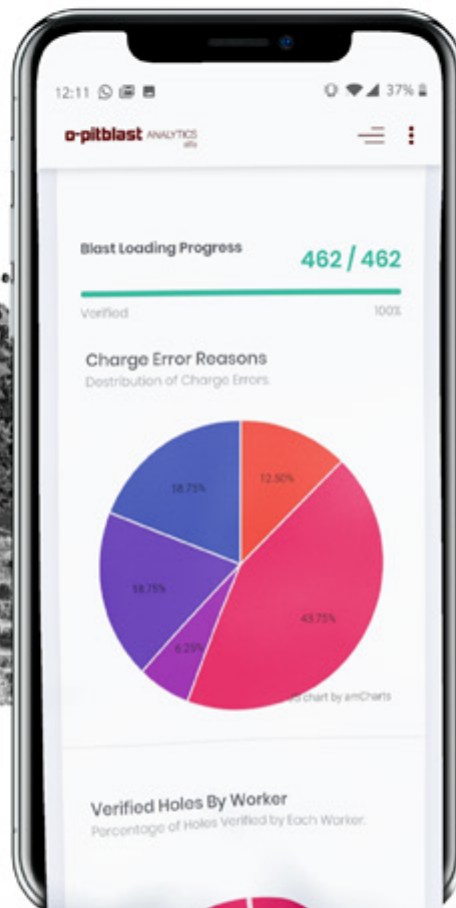 12:11
37%
o-pitblast ANALYTICS
Blast Loading Progress
462 / 462
Verified
100%
Charge Error Reasons
Destribution of Charge Errors.
18.75%
12.50%
18.75%
43.75%
6.25%
chart by amCharts
Verified Holes By Worker
Percentage of Holes Verified by Each Worker.